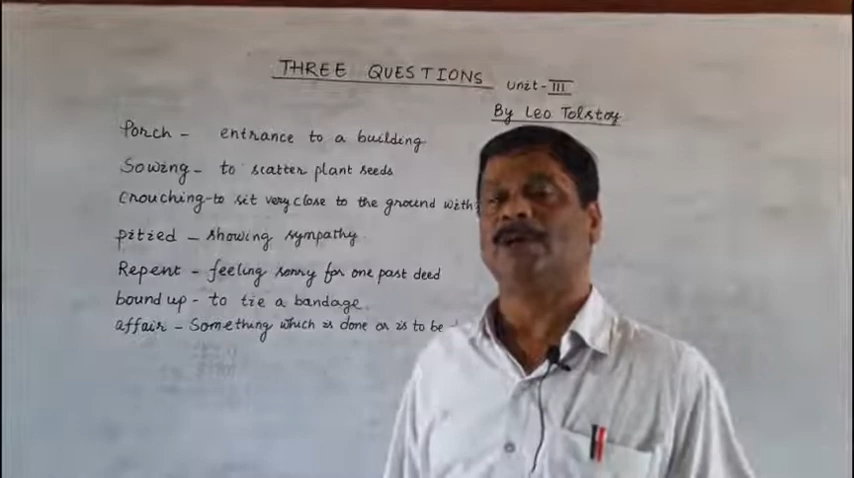 THREE QUESTIONS Unit-III
By Leo Tolstoy
Porch - entrance to a building
Sowing - to scatter plant seeds
Crouching - to sit very close to the ground with
pitied - showing sympathy
Repent - feeling sorry for one past deed
bound up - to tie a bandage
affair - Something which is done or is to be